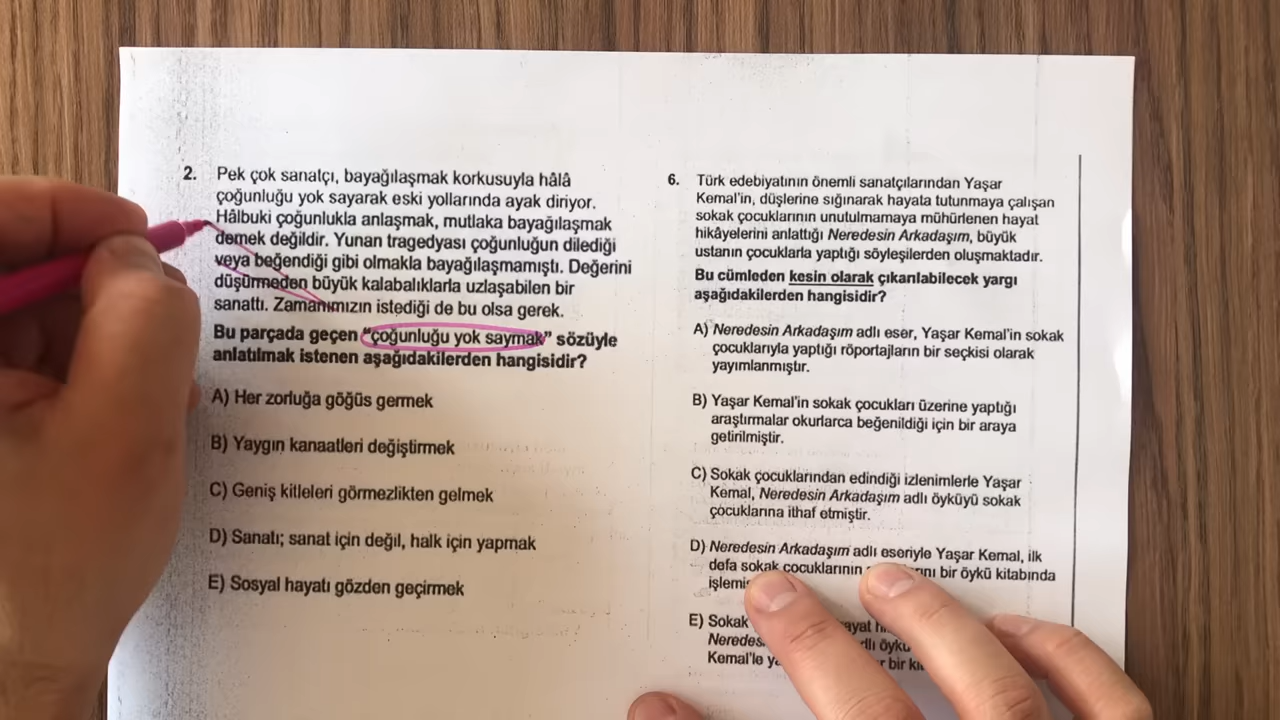 2. Pek çok sanatçı, bayağılaşmak korkusuyla hâlâ
çoğunluğu yok sayarak eski yollarında ayak diriyor.
Hâlbuki çoğunlukla anlaşmak, mutlaka bayağılaşmak
demek değildir. Yunan tragedyası çoğunluğun dilediği
veya beğendiği gibi olmakla bayağılaşmamıştı. Değerini
düşürmeden büyük kalabalıklarla uzlaşabilen bir
sanattı. Zamanımızın istediği de bu olsa gerek.
Bu parçada geçen “çoğunluğu yok saymak” sözüyle
anlatılmak istenen aşağıdakilerden hangisidir?
A) Her zorluğa göğüs germek
B) Yaygın kanaatleri değiştirmek
C) Geniş kitleleri görmezlikten gelmek
D) Sanatı; sanat için değil, halk için yapmak
E) Sosyal hayatı gözden geçirmek
6. Türk edebiyatının önemli sanatçılarından Yaşar
Kemal’in, düşlerine sığınarak hayata tutunmaya çalışan
sokak çocuklarının unutulmamaya mühürlenen hayat
hikâyelerini anlattığı Neredesin Arkadaşım, büyük
ustanın çocuklarla yaptığı söyleşilerden oluşmaktadır.
Bu cümleden kesin olarak çıkarılabilecek yargı
aşağıdakilerden hangisidir?
A) Neredesin Arkadaşım adlı eser, Yaşar Kemal’in sokak
çocuklarıyla yaptığı röportajların bir seçkisi olarak
yayımlanmıştır.
B) Yaşar Kemal’in sokak çocukları üzerine yaptığı
araştırmalar okurlarca beğenildiği için bir araya
getirilmiştir.
C) Sokak çocuklarından edindiği izlenimlerle Yaşar
Kemal, Neredesin Arkadaşım adlı öyküyü sokak
çocuklarına ithaf etmiştir.
D) Neredesin Arkadaşım adlı eseriyle Yaşar Kemal, ilk
defa sokak çocuklarının bir öykü kitabında
E) Sokak
bir